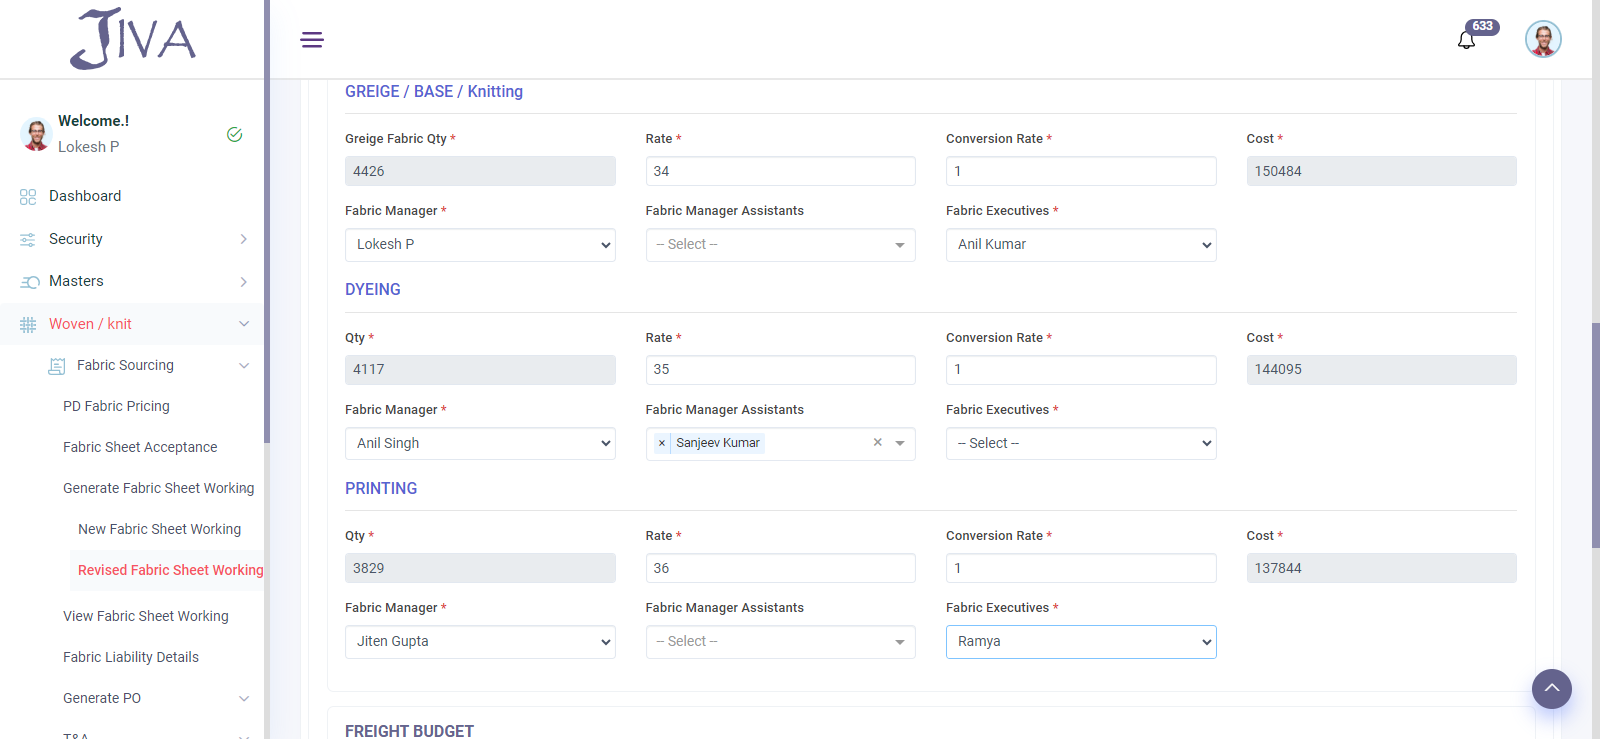 JIVA
633
Welcome.!
Lokesh P
Dashboard
Security
Masters
Woven / knit
Fabric Sourcing
PD Fabric Pricing
Fabric Sheet Acceptance
Generate Fabric Sheet Working
New Fabric Sheet Working
Revised Fabric Sheet Working
View Fabric Sheet Working
Fabric Liability Details
Generate PO
T&A
GREIGE / BASE / Knitting
Greige Fabric Qty * Rate * Conversion Rate * Cost *
4426 34 1 150484
Fabric Manager * Fabric Manager Assistants Fabric Executives *
Lokesh P -- Select -- Anil Kumar
DYEING
Qty * Rate * Conversion Rate * Cost *
4117 35 1 144095
Fabric Manager * Fabric Manager Assistants Fabric Executives *
Anil Singh × Sanjeev Kumar × -- Select --
PRINTING
Qty * Rate * Conversion Rate * Cost *
3829 36 1 137844
Fabric Manager * Fabric Manager Assistants Fabric Executives *
Jiten Gupta -- Select -- Ramya
FREIGHT BUDGET